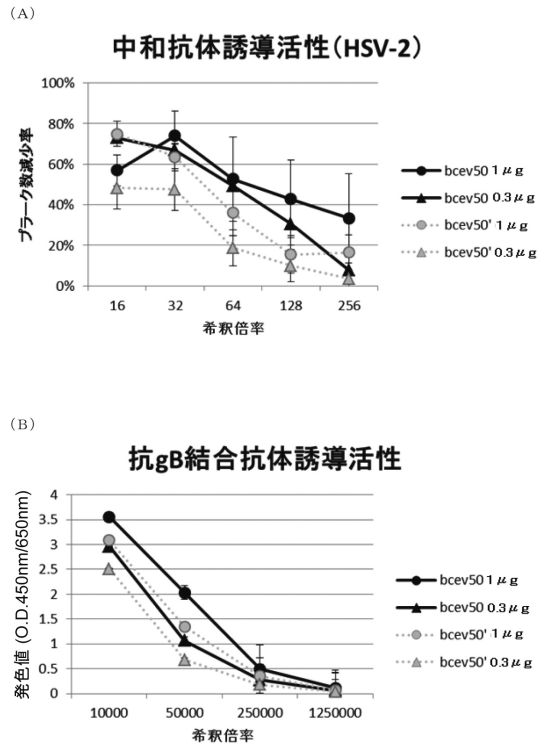 (A)
中和抗体誘導活性(HSV-2)
100%
80%
60%
40%
20%
0%
プラーク数減少率
16 32 64 128 256
希釈倍率
bcev50 1μg
bcev50 0.3μg
bcev50' 1μg
bcev50' 0.3μg
(B)
抗gB結合抗体誘導活性
4
3.5
3
2.5
2
1.5
1
0.5
0
発色値 (O.D.450nm/650nm)
10000 50000 250000 1250000
希釈倍率
bcev50 1μg
bcev50 0.3μg
bcev50' 1μg
bcev50' 0.3μg